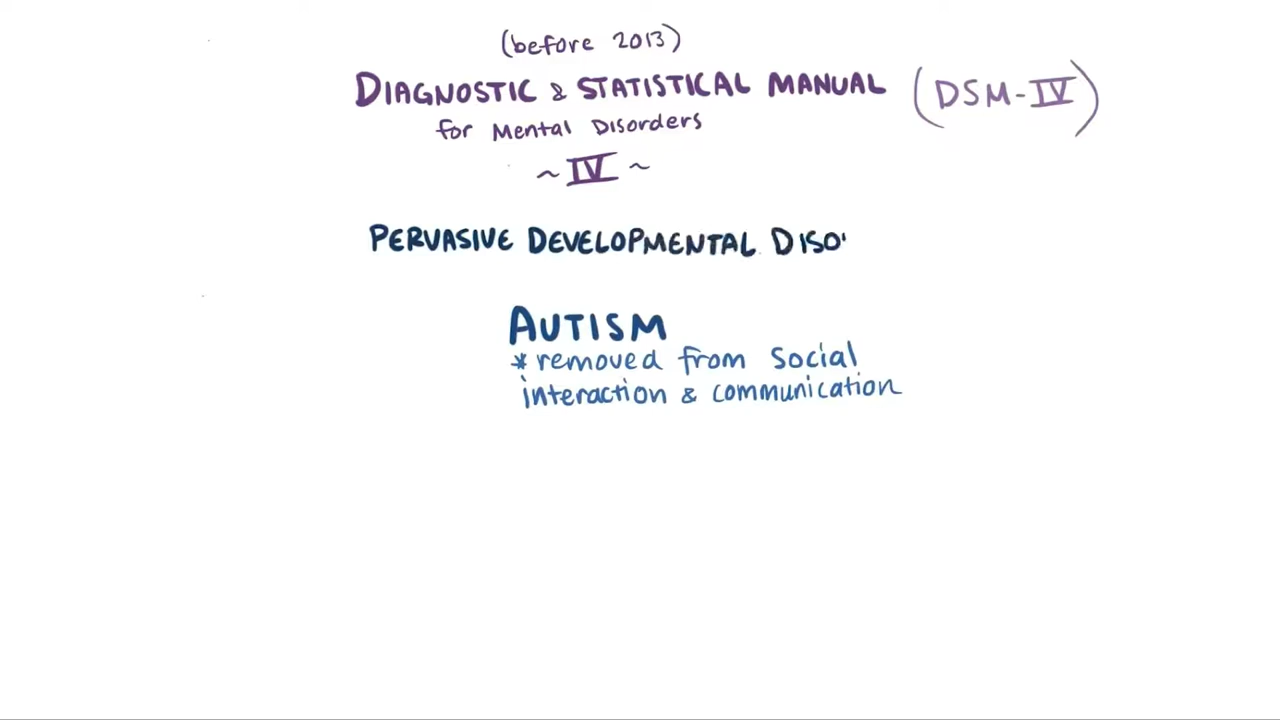 (before 2013)
DIAGNOSTIC & STATISTICAL MANUAL (DSM-IV)
for Mental Disorders
~ IV ~
PERVASIVE DEVELOPMENTAL DISO
AUTISM
* removed from social
interaction & communication